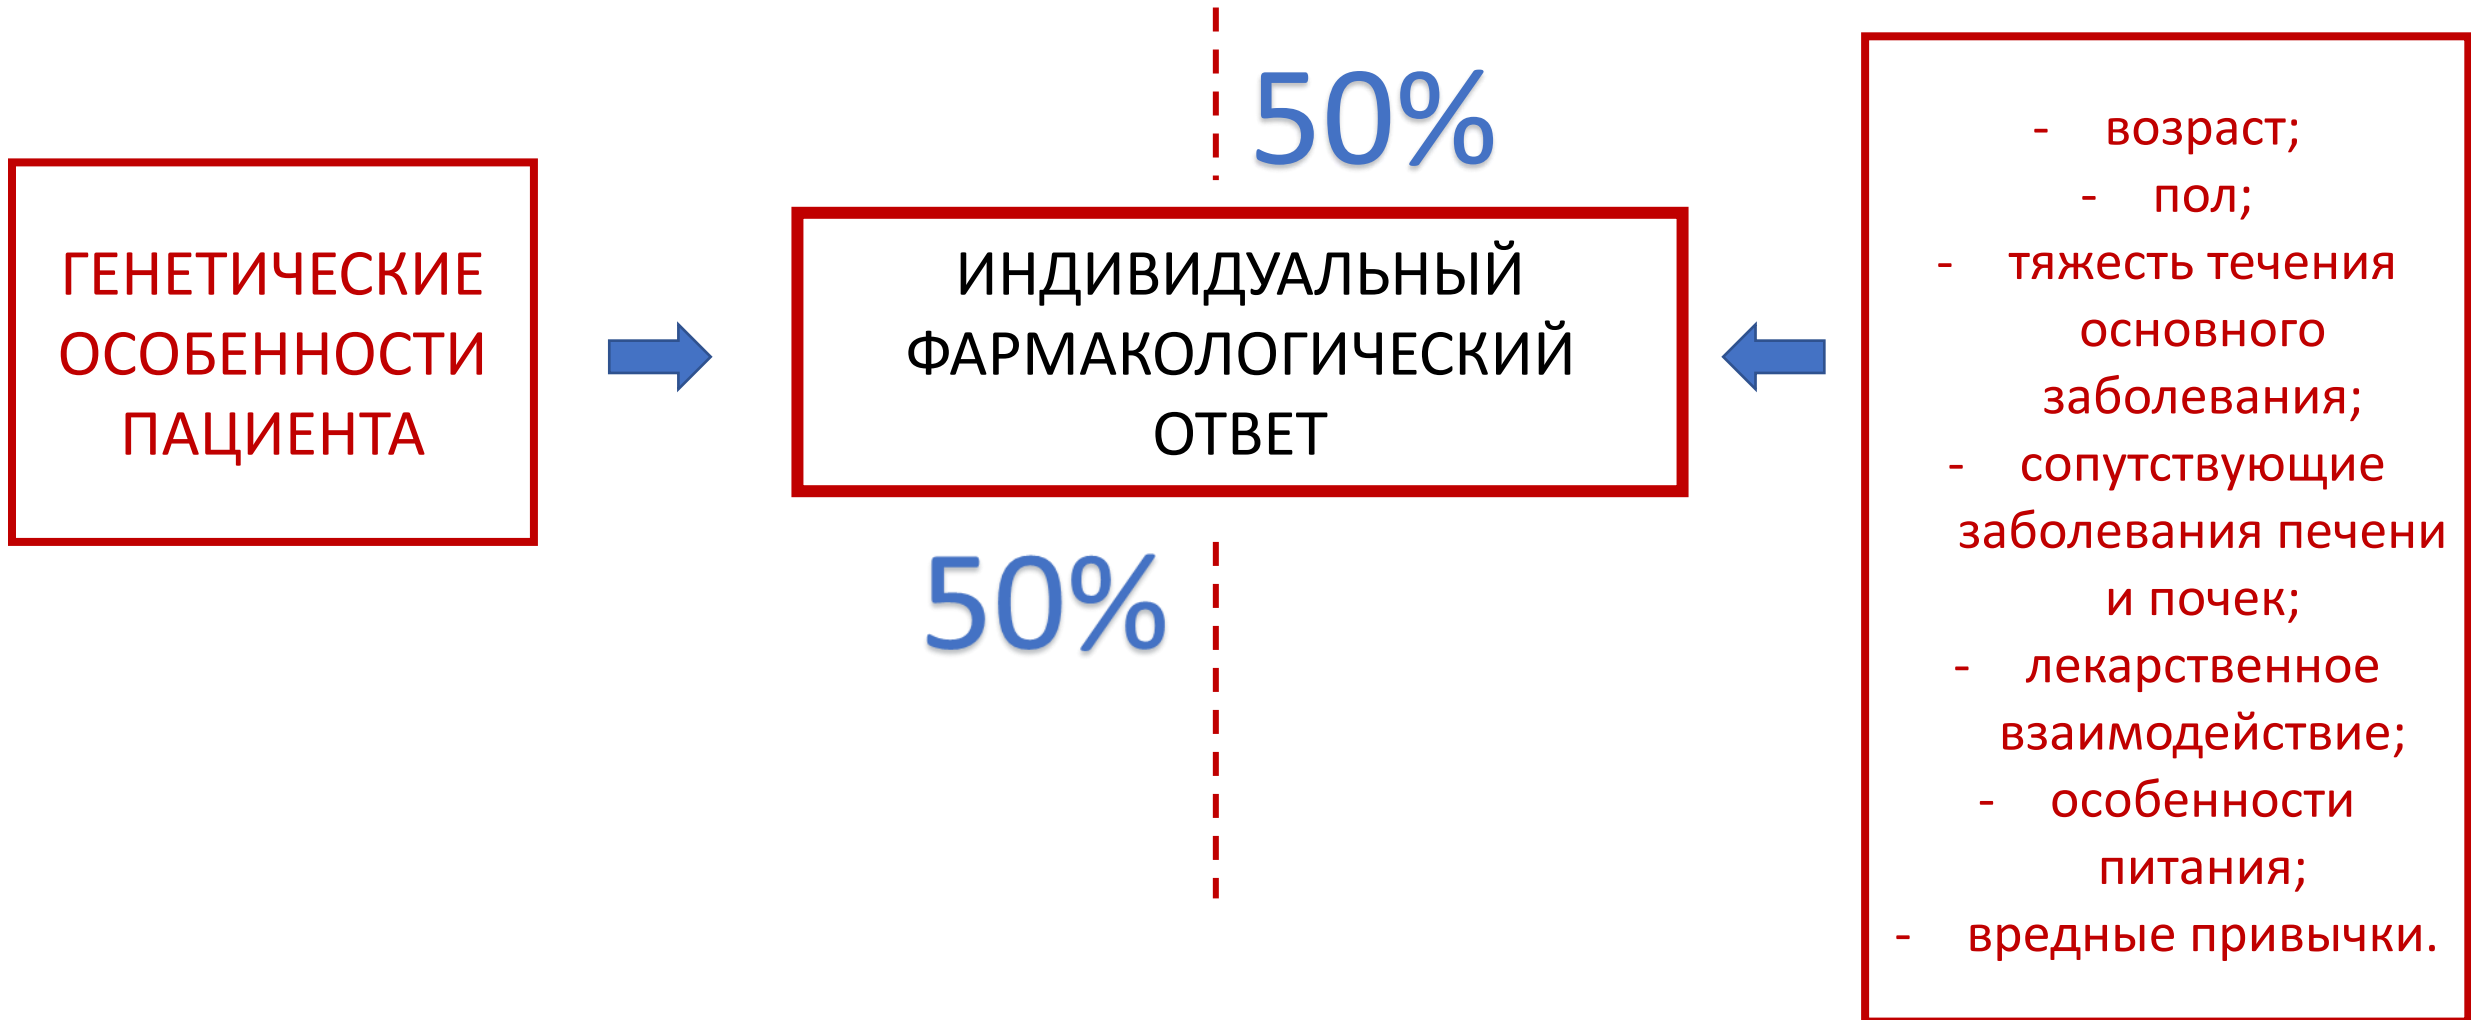 ГЕНЕТИЧЕСКИЕ
ОСОБЕННОСТИ
ПАЦИЕНТА
50%
ИНДИВИДУАЛЬНЫЙ
ФАРМАКОЛОГИЧЕСКИЙ
ОТВЕТ
50%
- возраст;
- пол;
- тяжесть течения
основного
заболевания;
- сопутствующие
заболевания печени
и почек;
- лекарственное
взаимодействие;
- особенности
питания;
- вредные привычки.